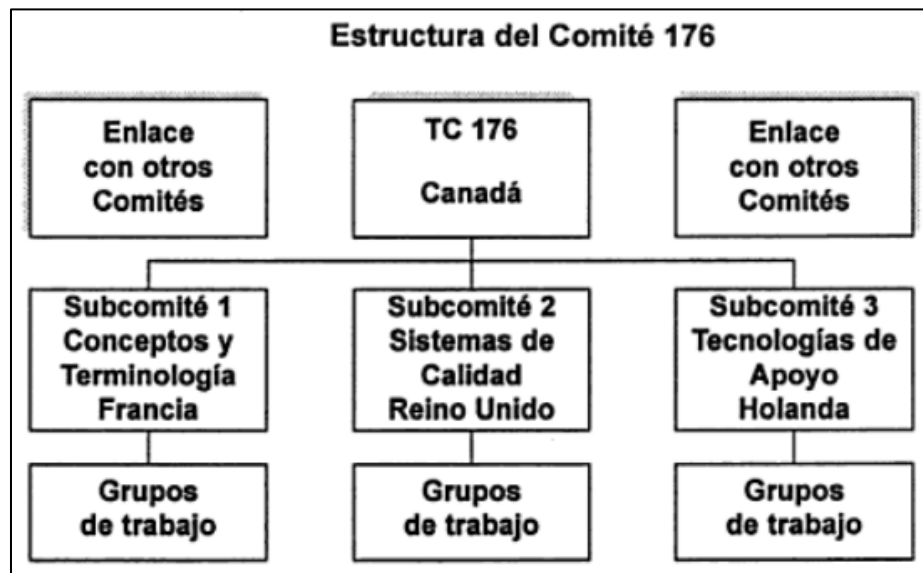 Estructura del Comité 176
Enlace
con otros
Comités
TC 176
Canadá
Enlace
con otros
Comités
Subcomité 1
Conceptos y
Terminología
Francia
Subcomité 2
Sistemas de
Calidad
Reino Unido
Subcomité 3
Tecnologías de
Apoyo
Holanda
Grupos
de trabajo
Grupos
de trabajo
Grupos
de trabajo